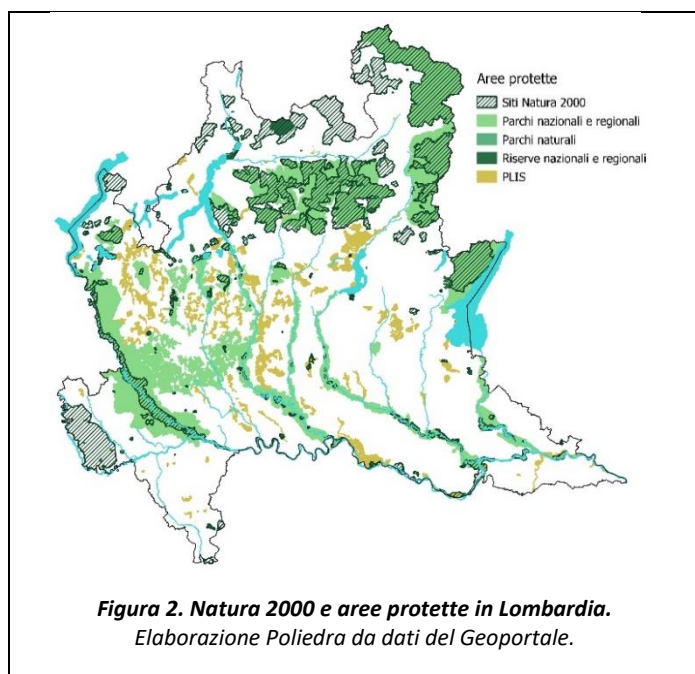 Aree protette
Siti Natura 2000
Parchi nazionali e regionali
Parchi naturali
Riserve nazionali e regionali
PLIS
Figura 2. Natura 2000 e aree protette in Lombardia.
Elaborazione Poliedra da dati del Geoportale.